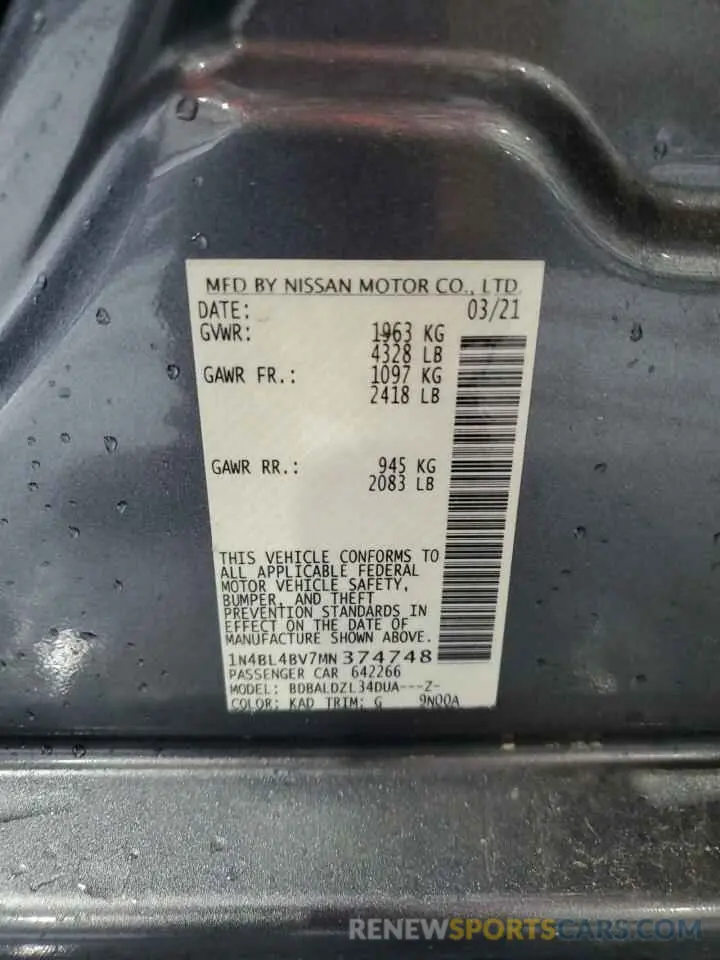 MFD BY NISSAN MOTOR CO., LTD.
DATE: 03/21
GVWR: 1963 KG
4328 LB
GAWR FR.: 1097 KG
2418 LB
GAWR RR.: 945 KG
2083 LB
THIS VEHICLE CONFORMS TO
ALL APPLICABLE FEDERAL
MOTOR VEHICLE SAFETY,
BUMPER, AND THEFT
PREVENTION STANDARDS IN
EFFECT ON THE DATE OF
MANUFACTURE SHOWN ABOVE.
1N4BL4BV7MN374748
PASSENGER CAR 642266
MODEL: BDBALDZL34DUA---Z-
COLOR: KAD TRIM: G 9N00A
RENEWSPORTSCARS.COM